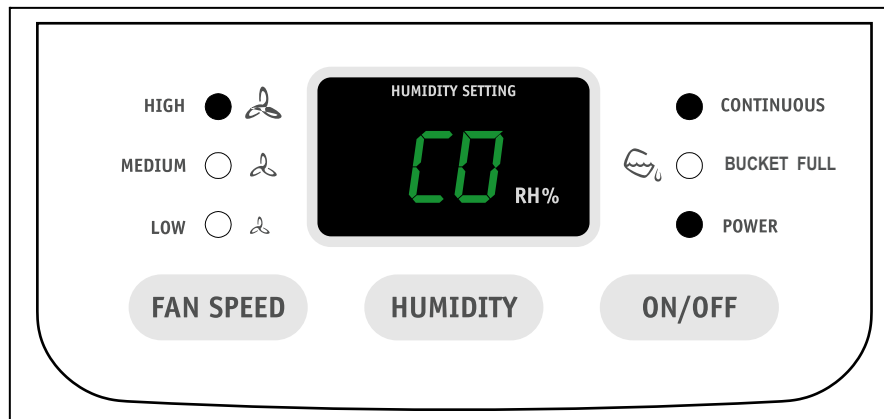 HUMIDITY SETTING
HIGH
CO
CONTINUOUS
MEDIUM
BUCKET FULL
RH%
LOW
POWER
FAN SPEED
HUMIDITY
ON/OFF